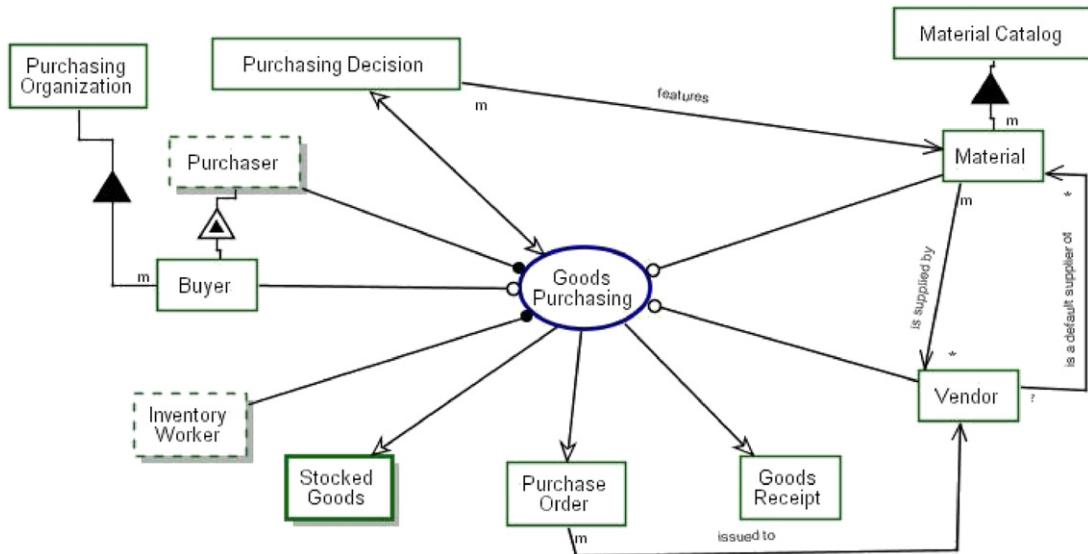 Material Catalog
Purchasing
Organization
Purchasing Decision
m
features
m
Purchaser
Material
*
m
m
Buyer
Goods
Purchasing
is supplied by
is a default supplier of
*
Vendor
?
Inventory
Worker
Stocked
Goods
Purchase
Order
Goods
Receipt
m
issued to